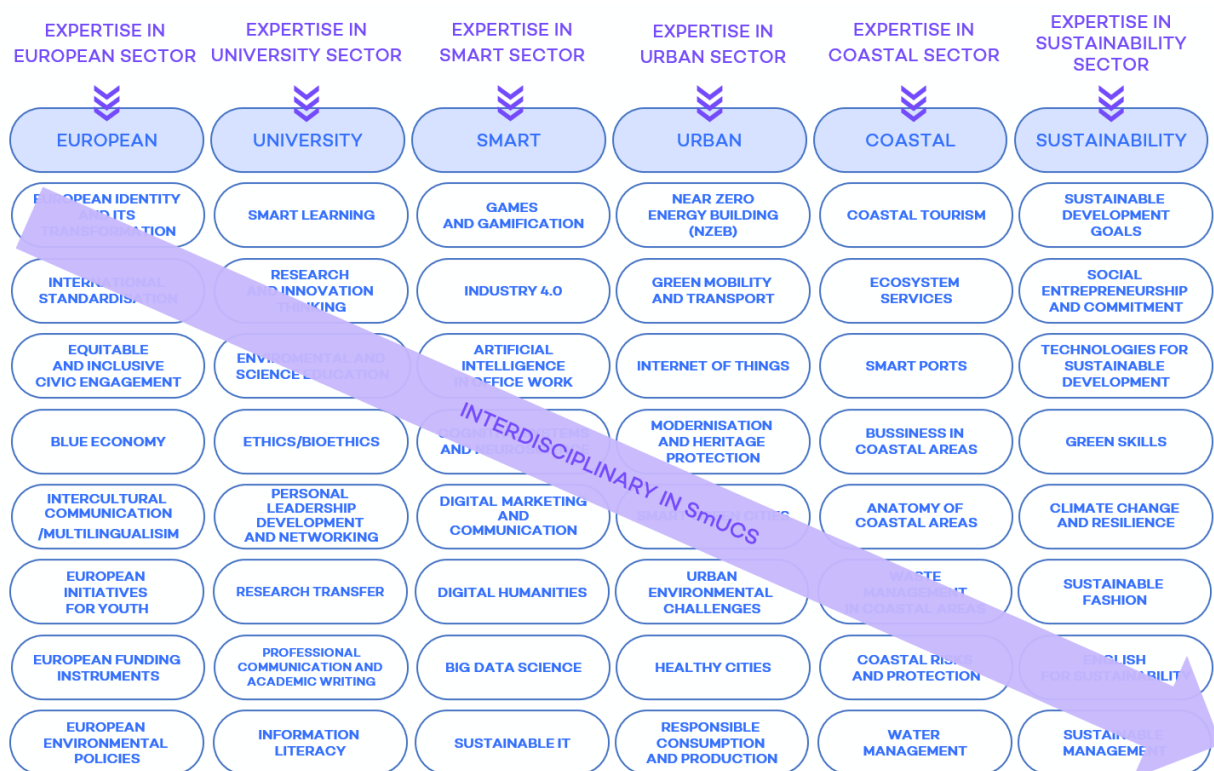 EXPERTISE IN
EUROPEAN SECTOR
EXPERTISE IN
UNIVERSITY SECTOR
EXPERTISE IN
SMART SECTOR
EXPERTISE IN
URBAN SECTOR
EXPERTISE IN
COASTAL SECTOR
EXPERTISE IN
SUSTAINABILITY
SECTOR
EUROPEAN
UNIVERSITY
SMART
URBAN
COASTAL
SUSTAINABILITY
EUROPEAN IDENTITY
AND ITS
TRANSFORMATION
SMART LEARNING
GAMES
AND GAMIFICATION
NEAR ZERO
ENERGY BUILDING
(NZEB)
COASTAL TOURISM
SUSTAINABLE
DEVELOPMENT
GOALS
INTERNATIONAL
STANDARDISATION
RESEARCH
AND INNOVATION
THINKING
INDUSTRY 4.0
GREEN MOBILITY
AND TRANSPORT
ECOSYSTEM
SERVICES
SOCIAL
ENTREPRENEURSHIP
AND COMMITMENT
EQUITABLE
AND INCLUSIVE
CIVIC ENGAGEMENT
ENVIROMENTAL AND
SCIENCE EDUCATION
ARTIFICIAL
INTELLIGENCE
IN OFFICE WORK
INTERNET OF THINGS
SMART PORTS
TECHNOLOGIES FOR
SUSTAINABLE
DEVELOPMENT
BLUE ECONOMY
ETHICS/BIOETHICS
COGNITIVE SYSTEMS
AND
MODERNISATION
AND HERITAGE
PROTECTION
BUSSINESS IN
COASTAL AREAS
GREEN SKILLS
INTERCULTURAL
COMMUNICATION
/MULTILINGUALISIM
PERSONAL
LEADERSHIP
DEVELOPMENT
AND NETWORKING
DIGITAL MARKETING
AND
COMMUNICATION
SMART GREEN CITIES
ANATOMY OF
COASTAL AREAS
CLIMATE CHANGE
AND RESILIENCE
INTERDISCIPLINARY IN SmUCS
EUROPEAN
INITIATIVES
FOR YOUTH
RESEARCH TRANSFER
DIGITAL HUMANITIES
URBAN
ENVIRONMENTAL
CHALLENGES
WASTE
MANAGEMENT
IN COASTAL AREAS
SUSTAINABLE
FASHION
EUROPEAN FUNDING
INSTRUMENTS
PROFESSIONAL
COMMUNICATION AND
ACADEMIC WRITING
BIG DATA SCIENCE
HEALTHY CITIES
COASTAL RISKS
AND PROTECTION
ENGLISH
FOR SUSTAINABILITY
EUROPEAN
ENVIRONMENTAL
POLICIES
INFORMATION
LITERACY
SUSTAINABLE IT
RESPONSIBLE
CONSUMPTION
AND PRODUCTION
WATER
MANAGEMENT
SUSTAINABLE
MANAGEMENT